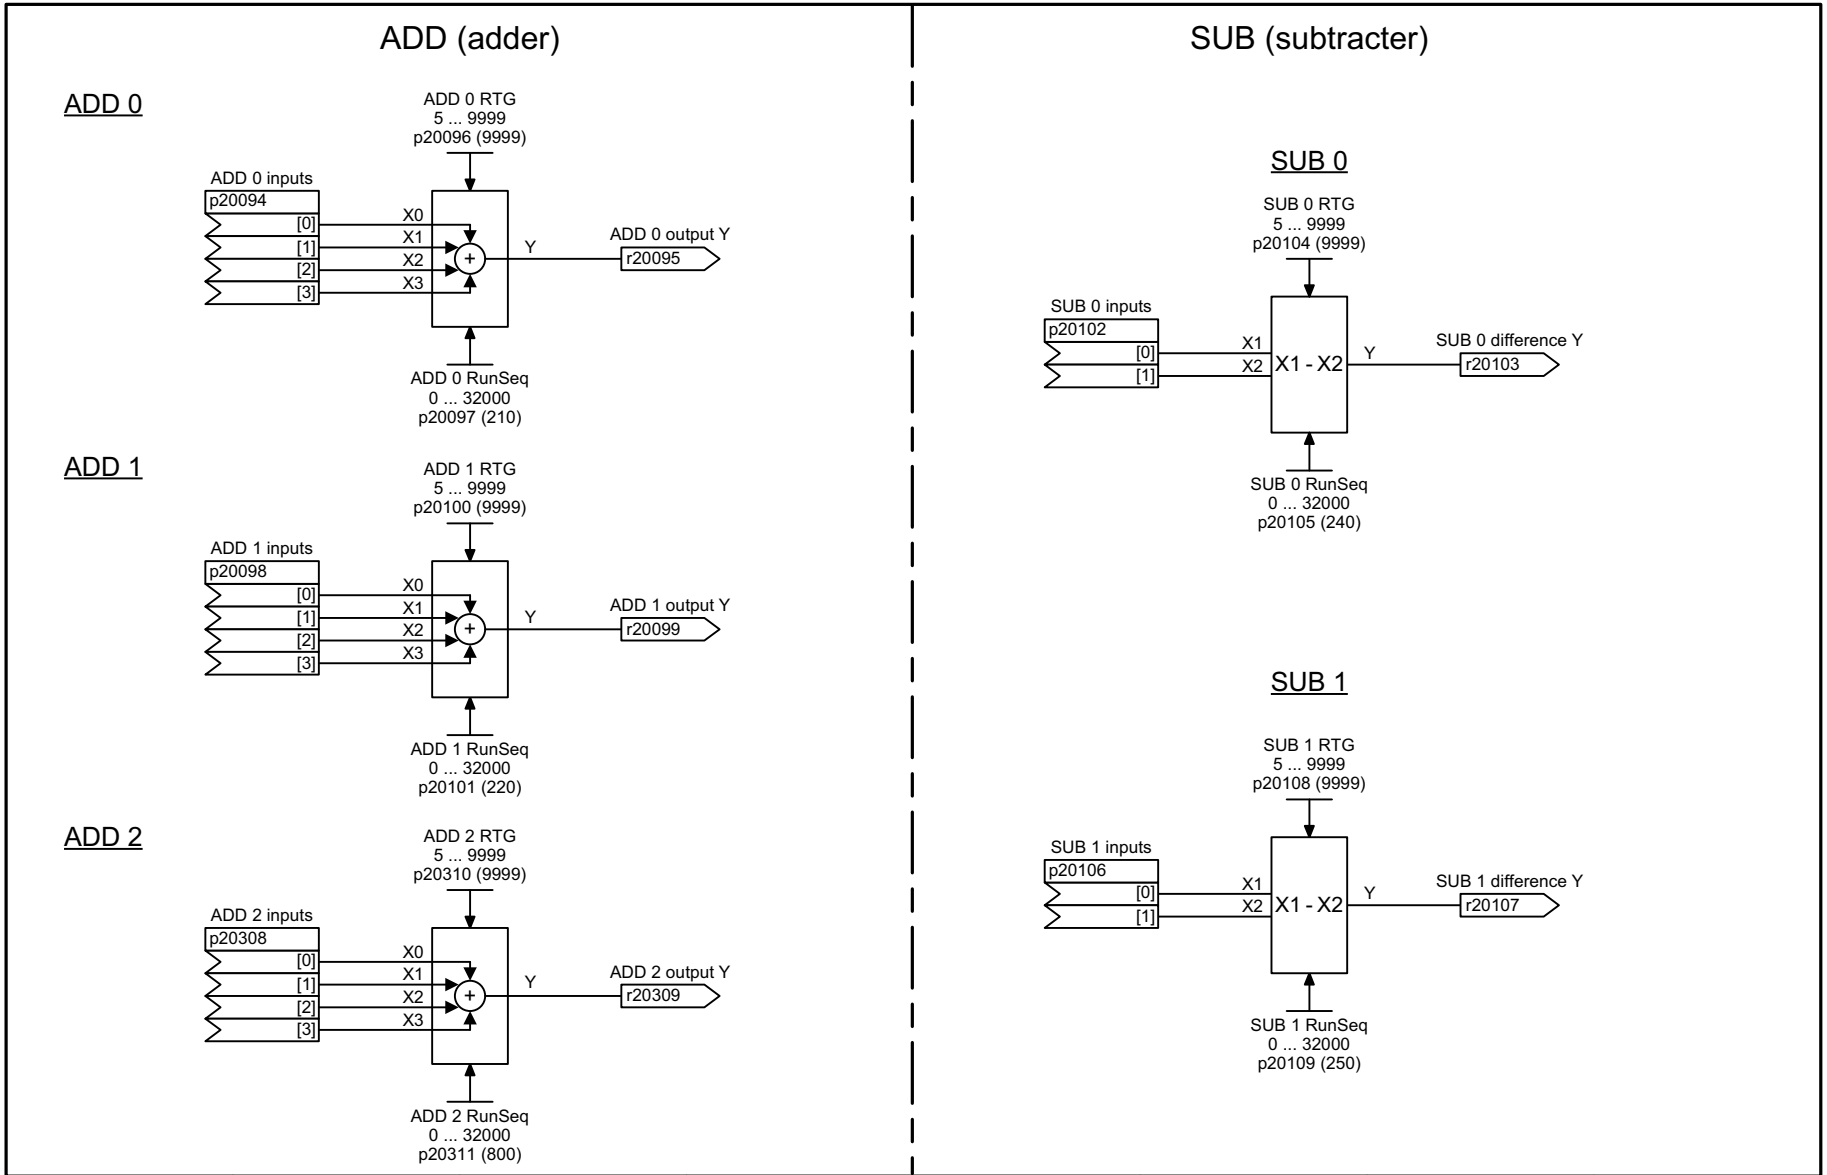 ADD (adder)
ADD 0
ADD 0 RTG
5 ... 9999
p20096 (9999)
ADD 0 inputs
p20094
[0]
[1]
[2]
[3]
X0
X1
X2
X3
+
Y
ADD 0 output Y
r20095
ADD 0 RunSeq
0 ... 32000
p20097 (210)
ADD 1
ADD 1 RTG
5 ... 9999
p20100 (9999)
ADD 1 inputs
p20098
[0]
[1]
[2]
[3]
X0
X1
X2
X3
+
Y
ADD 1 output Y
r20099
ADD 1 RunSeq
0 ... 32000
p20101 (220)
ADD 2
ADD 2 RTG
5 ... 9999
p20310 (9999)
ADD 2 inputs
p20308
[0]
[1]
[2]
[3]
X0
X1
X2
X3
+
Y
ADD 2 output Y
r20309
ADD 2 RunSeq
0 ... 32000
p20311 (800)
SUB (subtracter)
SUB 0
SUB 0 RTG
5 ... 9999
p20104 (9999)
SUB 0 inputs
p20102
[0]
[1]
X1
X2
X1 - X2
Y
SUB 0 difference Y
r20103
SUB 0 RunSeq
0 ... 32000
p20105 (240)
SUB 1
SUB 1 RTG
5 ... 9999
p20108 (9999)
SUB 1 inputs
p20106
[0]
[1]
X1
X2
X1 - X2
Y
SUB 1 difference Y
r20107
SUB 1 RunSeq
0 ... 32000
p20109 (250)